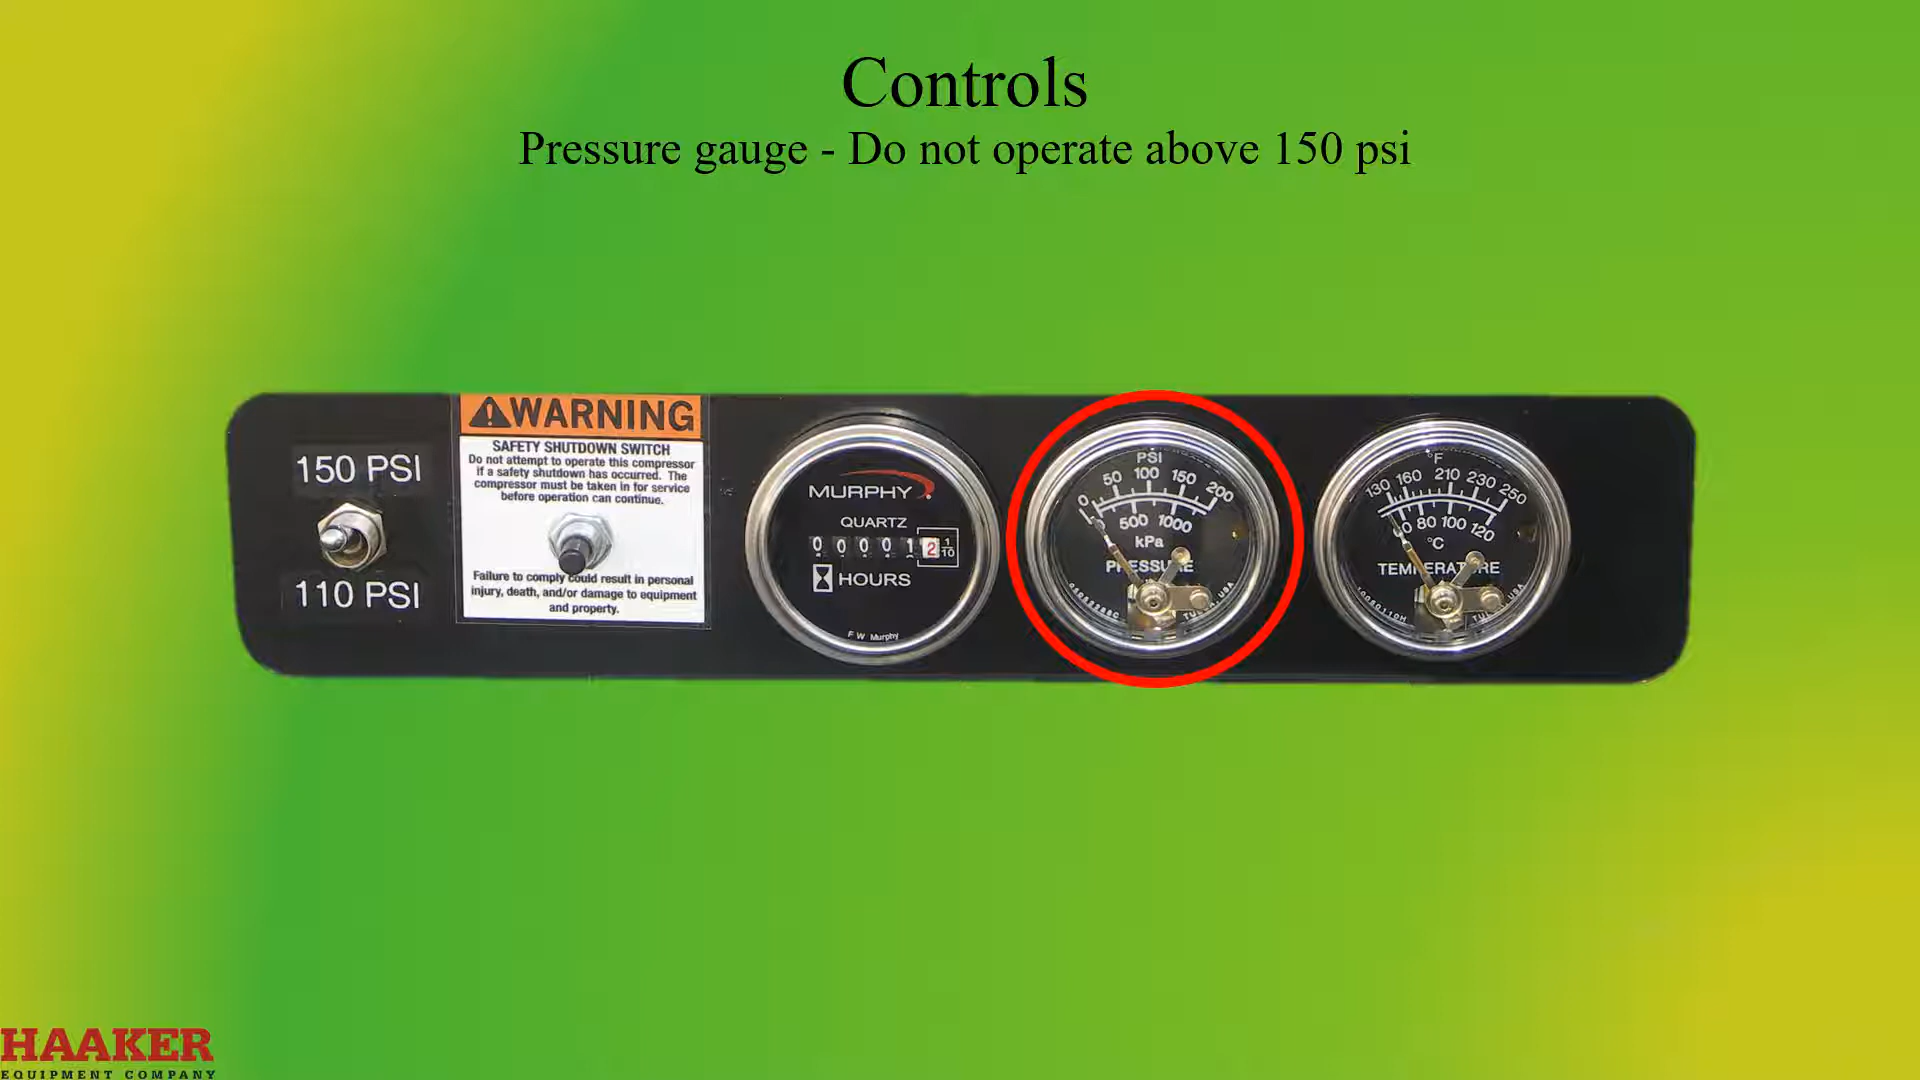 Controls
Pressure gauge - Do not operate above 150 psi
150 PSI
110 PSI
WARNING
SAFETY SHUTDOWN SWITCH
Do not attempt to operate this compressor
if a safety shutdown has occurred. The
compressor must be taken in for service
before operation can continue.
Failure to comply could result in personal
injury, death, and/or damage to equipment
and property.
MURPHY
QUARTZ
0 0 0 0 1 2 1/10
HOURS
F W Murphy
PSI
0 50 100 150 200
500 1000
kPa
PRESSURE
°F
130 160 210 230 250
80 100 120
°C
TEMPERATURE
HAAKER
EQUIPMENT COMPANY